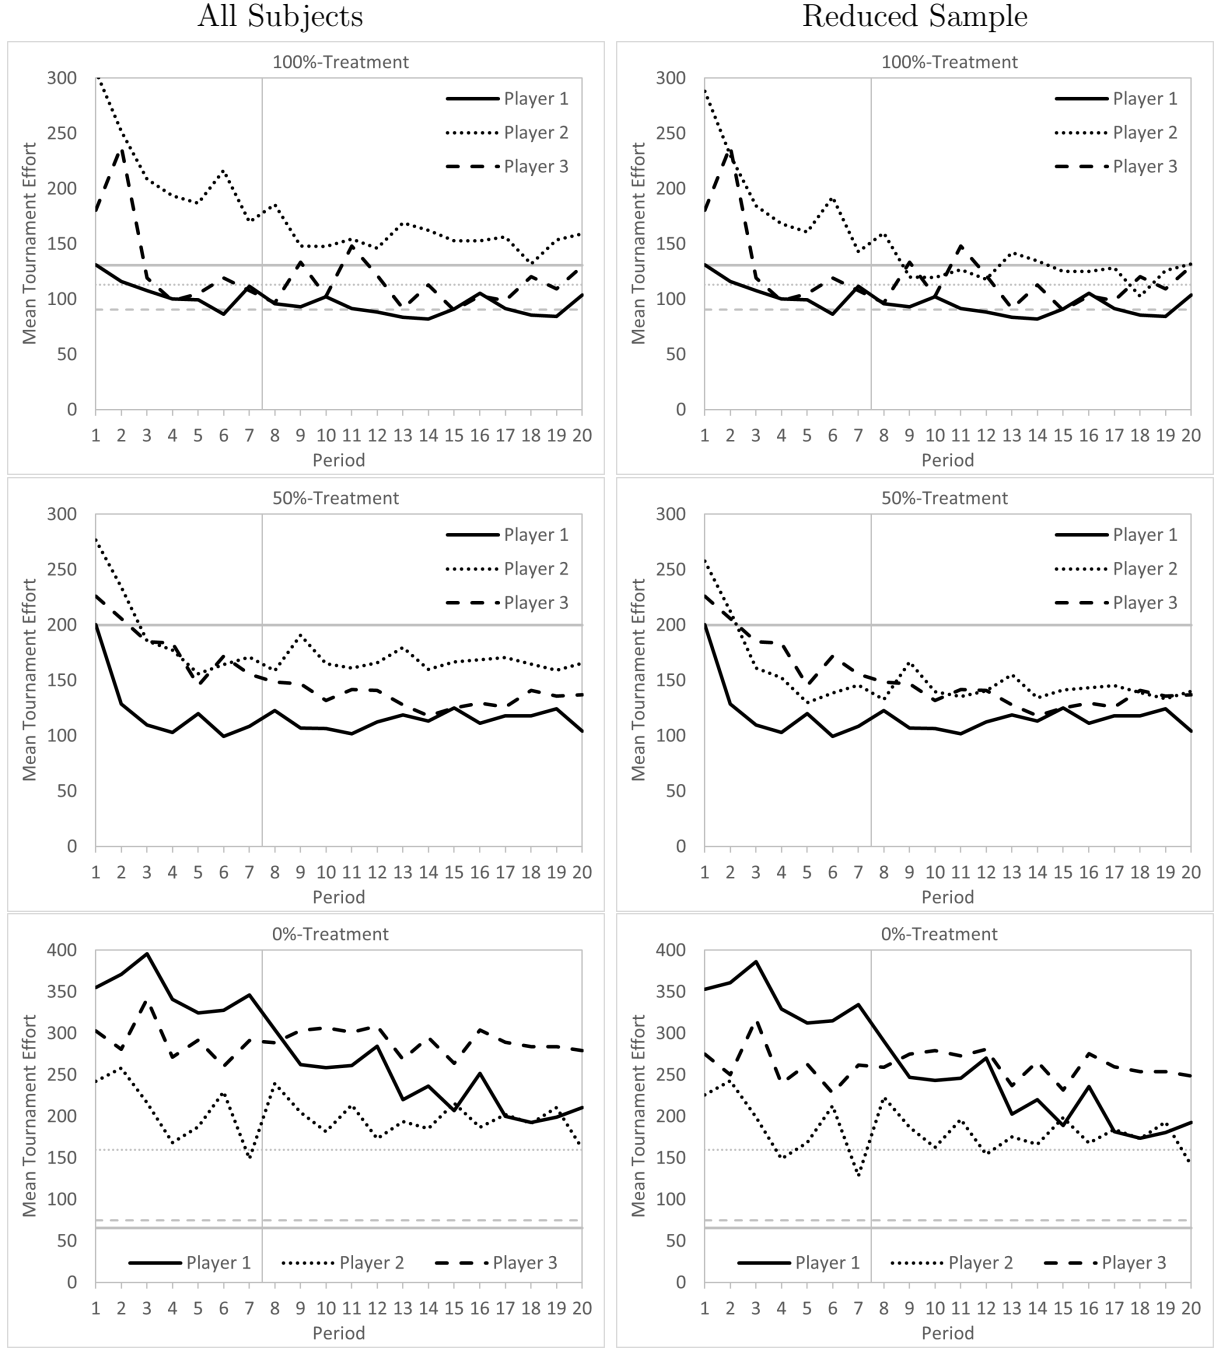 All Subjects
Reduced Sample
100%-Treatment
300
250
200
150
100
50
0
Mean Tournament Effort
Player 1
Player 2
Player 3
1 2 3 4 5 6 7 8 9 10 11 12 13 14 15 16 17 18 19 20
Period
100%-Treatment
300
250
200
150
100
50
0
Mean Tournament Effort
Player 1
Player 2
Player 3
1 2 3 4 5 6 7 8 9 10 11 12 13 14 15 16 17 18 19 20
Period
50%-Treatment
300
250
200
150
100
50
0
Mean Tournament Effort
Player 1
Player 2
Player 3
1 2 3 4 5 6 7 8 9 10 11 12 13 14 15 16 17 18 19 20
Period
50%-Treatment
300
250
200
150
100
50
0
Mean Tournament Effort
Player 1
Player 2
Player 3
1 2 3 4 5 6 7 8 9 10 11 12 13 14 15 16 17 18 19 20
Period
0%-Treatment
400
350
300
250
200
150
100
50
0
Mean Tournament Effort
Player 1 Player 2 Player 3
1 2 3 4 5 6 7 8 9 10 11 12 13 14 15 16 17 18 19 20
Period
0%-Treatment
400
350
300
250
200
150
100
50
0
Mean Tournament Effort
Player 1 Player 2 Player 3
1 2 3 4 5 6 7 8 9 10 11 12 13 14 15 16 17 18 19 20
Period